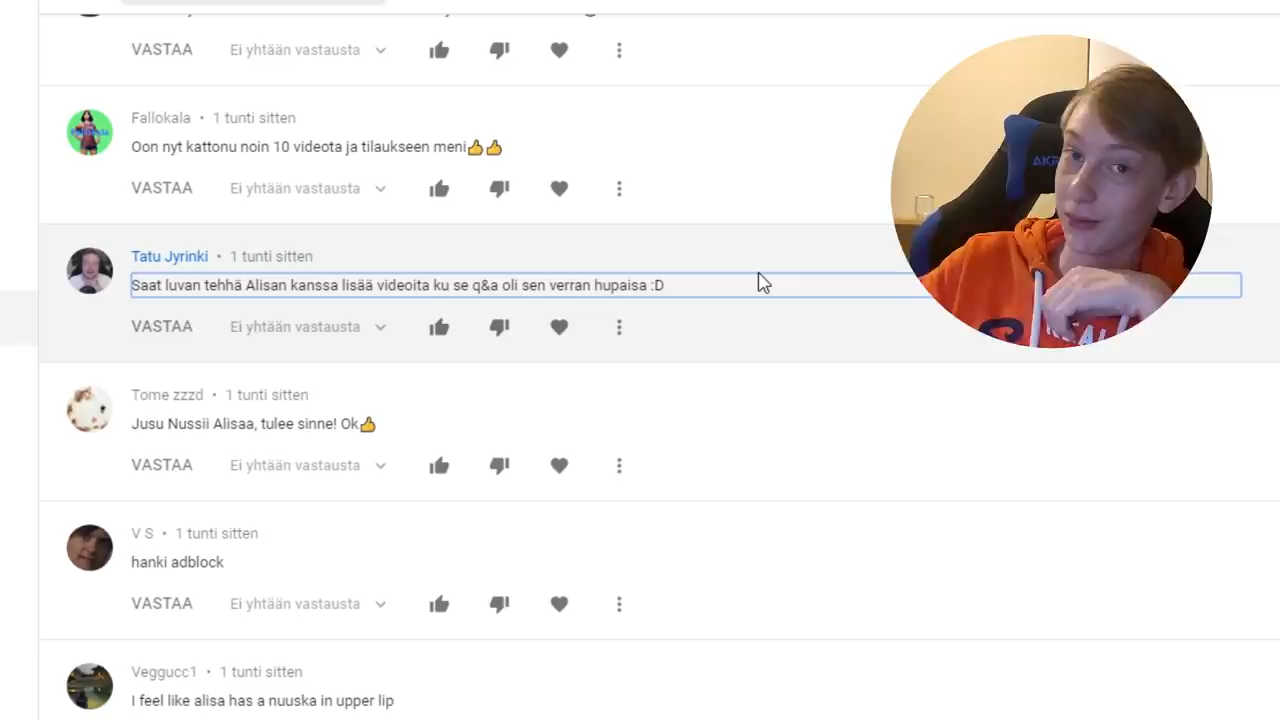 VASTAA Ei yhtään vastausta
Fallokala • 1 tunti sitten
Oon nyt kattonu noin 10 videota ja tilaukseen meni👍👍
VASTAA Ei yhtään vastausta
Tatu Jyrinki • 1 tunti sitten
Saat luvan tehhä Alisan kanssa lisää videoita ku se q&a oli sen verran hupaisa :D
VASTAA Ei yhtään vastausta
Tome zzzd • 1 tunti sitten
Jusu Nussii Alisaa, tulee sinne! Ok👍
VASTAA Ei yhtään vastausta
V S • 1 tunti sitten
hanki adblock
VASTAA Ei yhtään vastausta
Veggucc1 • 1 tunti sitten
I feel like alisa has a nuuska in upper lip